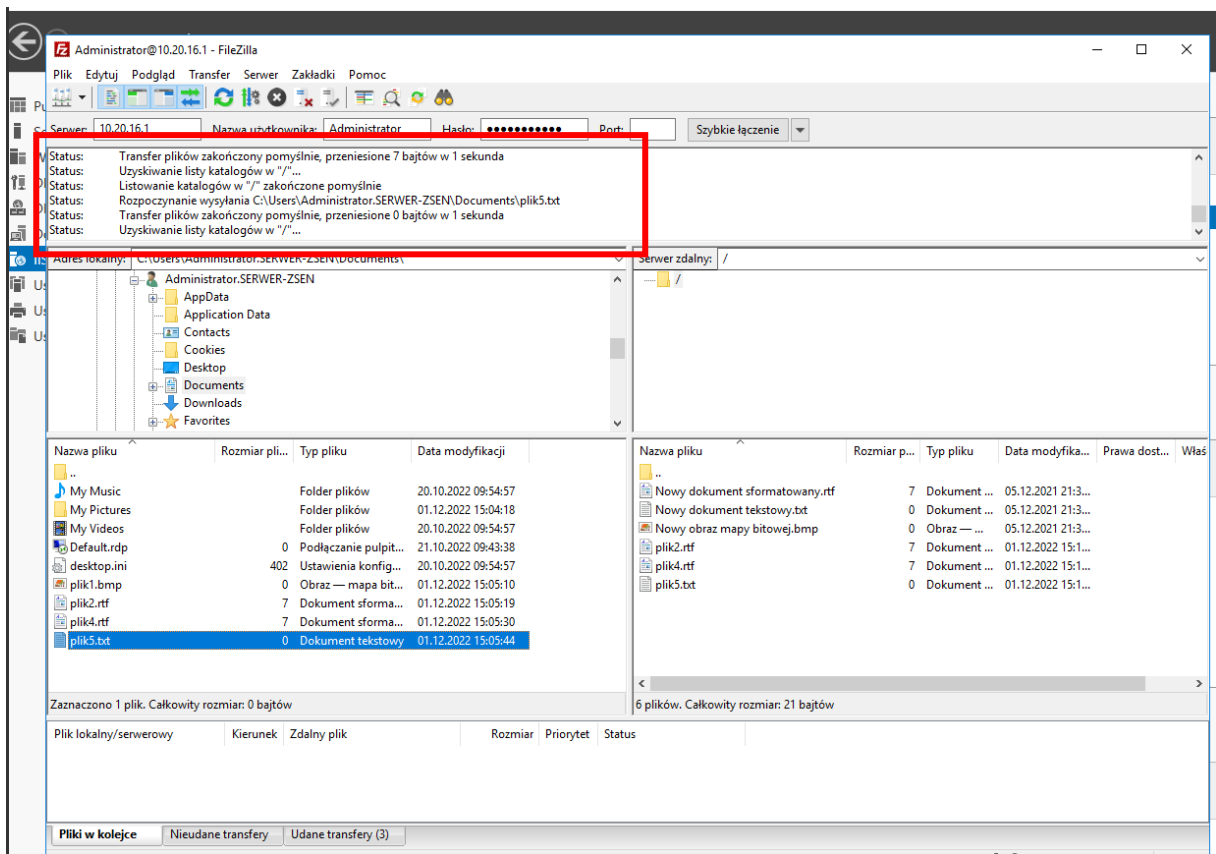 Administrator@10.20.16.1 - FileZilla
Plik Edytuj Podgląd Transfer Serwer Zakładki Pomoc
Serwer: 10.20.16.1 Nazwa użytkownika: Administrator Hasło: ●●●●●●●●●●● Port: Szybkie łączenie
Status: Transfer plików zakończony pomyślnie, przeniesione 7 bajtów w 1 sekunda
Status: Uzyskiwanie listy katalogów w "/"...
Status: Listowanie katalogów w "/" zakończone pomyślnie
Status: Rozpoczynanie wysyłania C:\Users\Administrator.SERWER-ZSEN\Documents\plik5.txt
Status: Transfer plików zakończony pomyślnie, przeniesione 0 bajtów w 1 sekunda
Status: Uzyskiwanie listy katalogów w "/"...
Adres lokalny: C:\Users\Administrator.SERWER-ZSEN\Documents\ Serwer zdalny: /
Administrator.SERWER-ZSEN /
AppData
Application Data
Contacts
Cookies
Desktop
Documents
Downloads
Favorites
Nazwa pliku Rozmiar pli... Typ pliku Data modyfikacji
..
My Music Folder plików 20.10.2022 09:54:57
My Pictures Folder plików 01.12.2022 15:04:18
My Videos Folder plików 20.10.2022 09:54:57
Default.rdp 0 Podłączanie pulpit... 21.10.2022 09:43:38
desktop.ini 402 Ustawienia konfig... 20.10.2022 09:54:57
plik1.bmp 0 Obraz — mapa bit... 01.12.2022 15:05:10
plik2.rtf 7 Dokument sforma... 01.12.2022 15:05:19
plik4.rtf 7 Dokument sforma... 01.12.2022 15:05:30
plik5.txt 0 Dokument tekstowy 01.12.2022 15:05:44
Zaznaczono 1 plik. Całkowity rozmiar: 0 bajtów
Nazwa pliku Rozmiar p... Typ pliku Data modyfika... Prawa dost... Właś
..
Nowy dokument sformatowany.rtf 7 Dokument ... 05.12.2021 21:3...
Nowy dokument tekstowy.txt 0 Dokument ... 05.12.2021 21:3...
Nowy obraz mapy bitowej.bmp 0 Obraz — ... 05.12.2021 21:3...
plik2.rtf 7 Dokument ... 01.12.2022 15:1...
plik4.rtf 7 Dokument ... 01.12.2022 15:1...
plik5.txt 0 Dokument ... 01.12.2022 15:1...
6 plików. Całkowity rozmiar: 21 bajtów
Plik lokalny/serwerowy Kierunek Zdalny plik Rozmiar Priorytet Status
Pliki w kolejce Nieudane transfery Udane transfery (3)